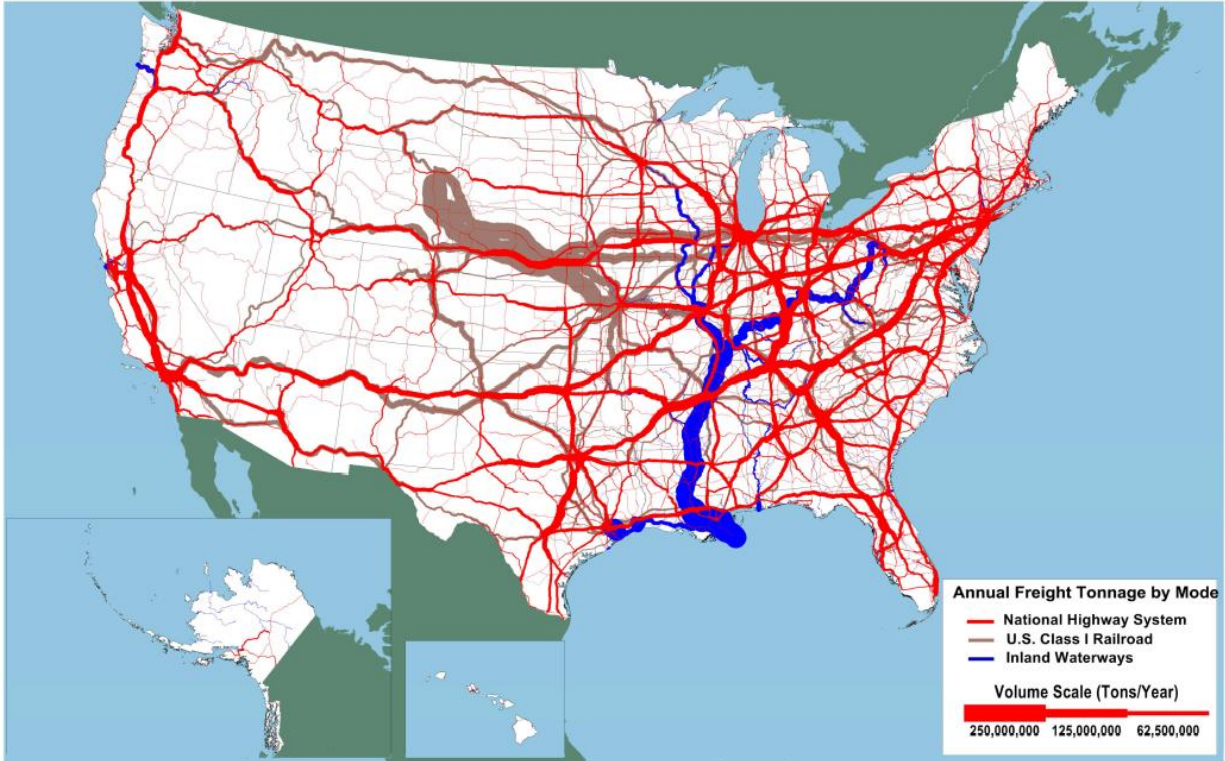 Annual Freight Tonnage by Mode
National Highway System
U.S. Class I Railroad
Inland Waterways
Volume Scale (Tons/Year)
250,000,000 125,000,000 62,500,000